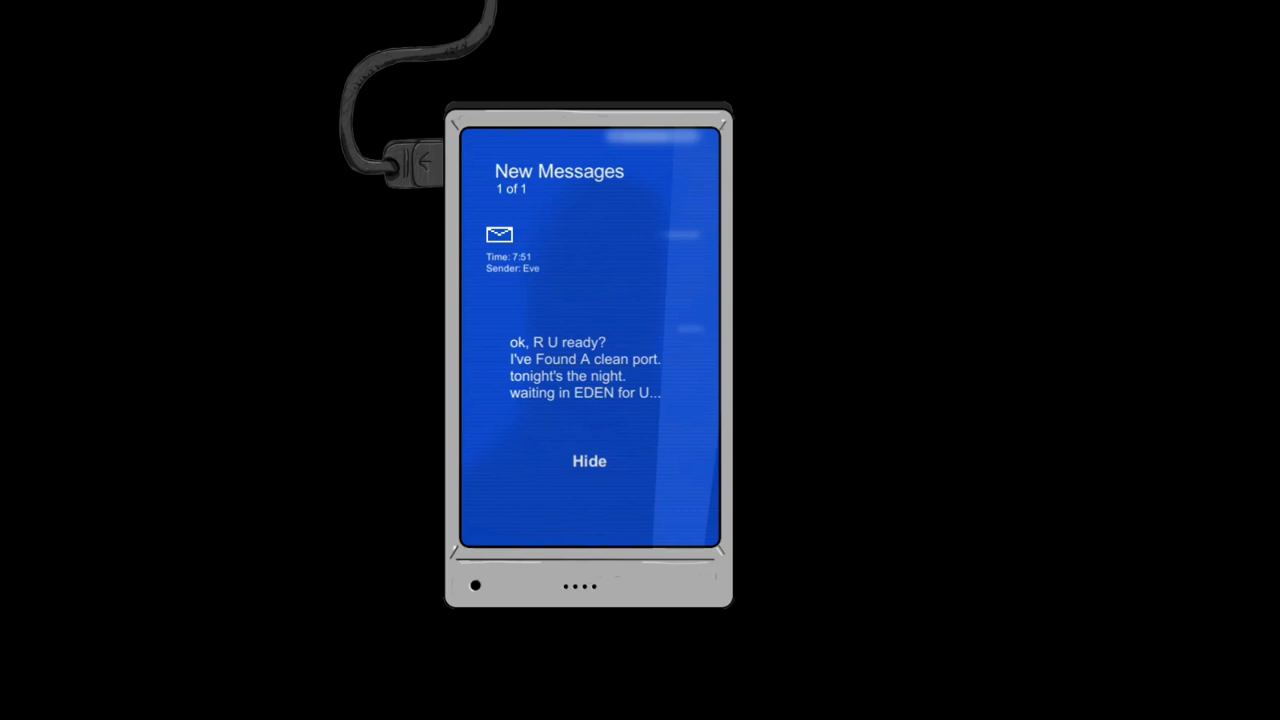 New Messages
1 of 1
Time: 7:51
Sender: Eve
ok, R U ready?
I've Found A clean port.
tonight's the night.
waiting in EDEN for U...
Hide